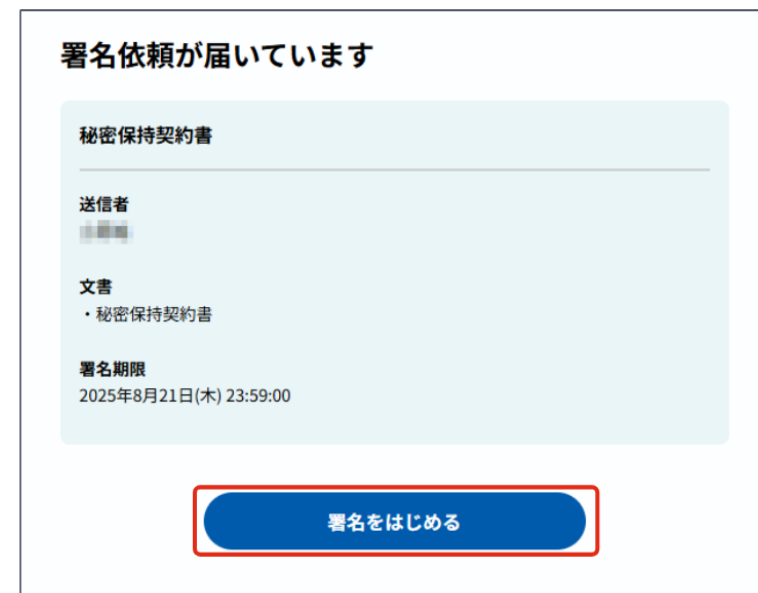 署名依頼が届いています
秘密保持契約書
送信者
文書
・秘密保持契約書
署名期限
2025年8月21日(木) 23:59:00
署名をはじめる